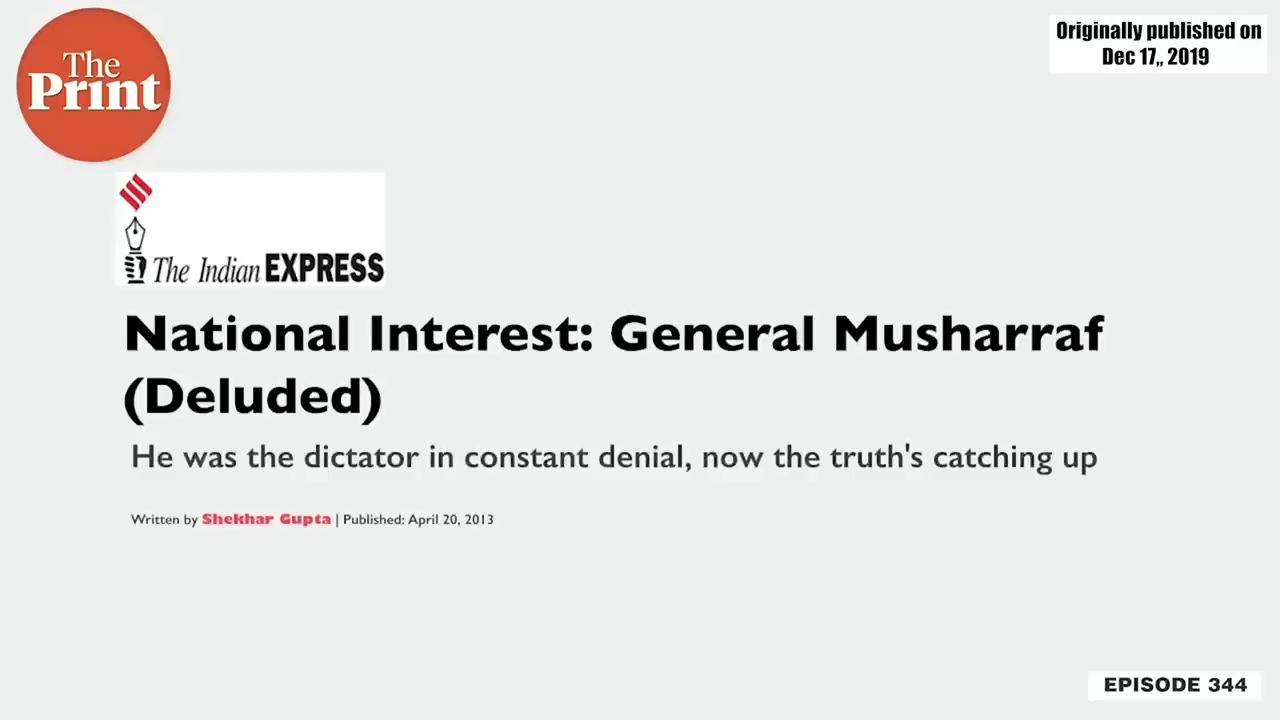 The
Print
Originally published on
Dec 17,, 2019
The Indian EXPRESS
National Interest: General Musharraf
(Deluded)
He was the dictator in constant denial, now the truth's catching up
Written by Shekhar Gupta | Published: April 20, 2013
EPISODE 344